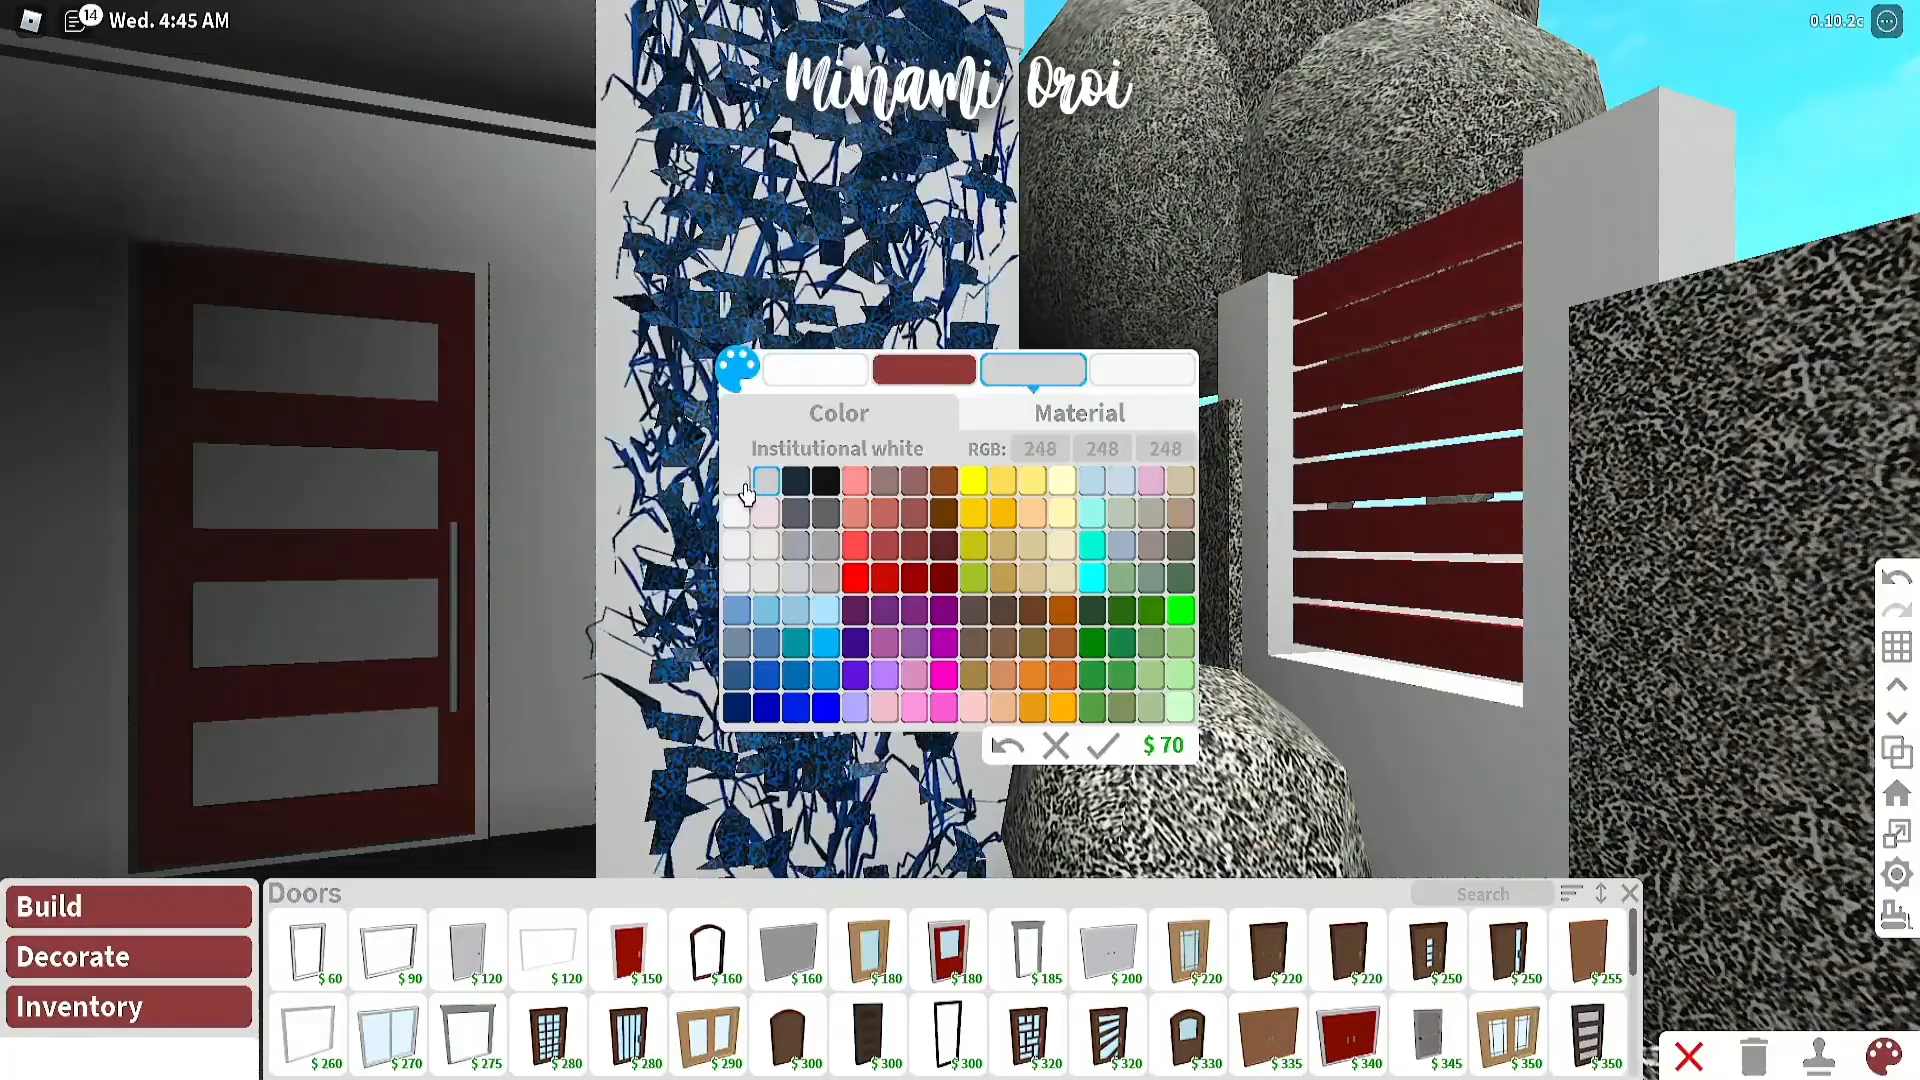 14 Wed. 4:45 AM
0.10.2c
Minami Oroi
Color
Material
Institutional white
RGB: 248 248 248
$ 70
Build
Decorate
Inventory
Doors
Search
$ 60 $ 90 $ 120 $ 120 $ 150 $ 160 $ 160 $ 180 $ 180 $ 185 $ 200 $ 220 $ 220 $ 220 $ 250 $ 250 $ 255
$ 260 $ 270 $ 275 $ 280 $ 280 $ 290 $ 300 $ 300 $ 300 $ 320 $ 320 $ 330 $ 335 $ 340 $ 345 $ 350 $ 350